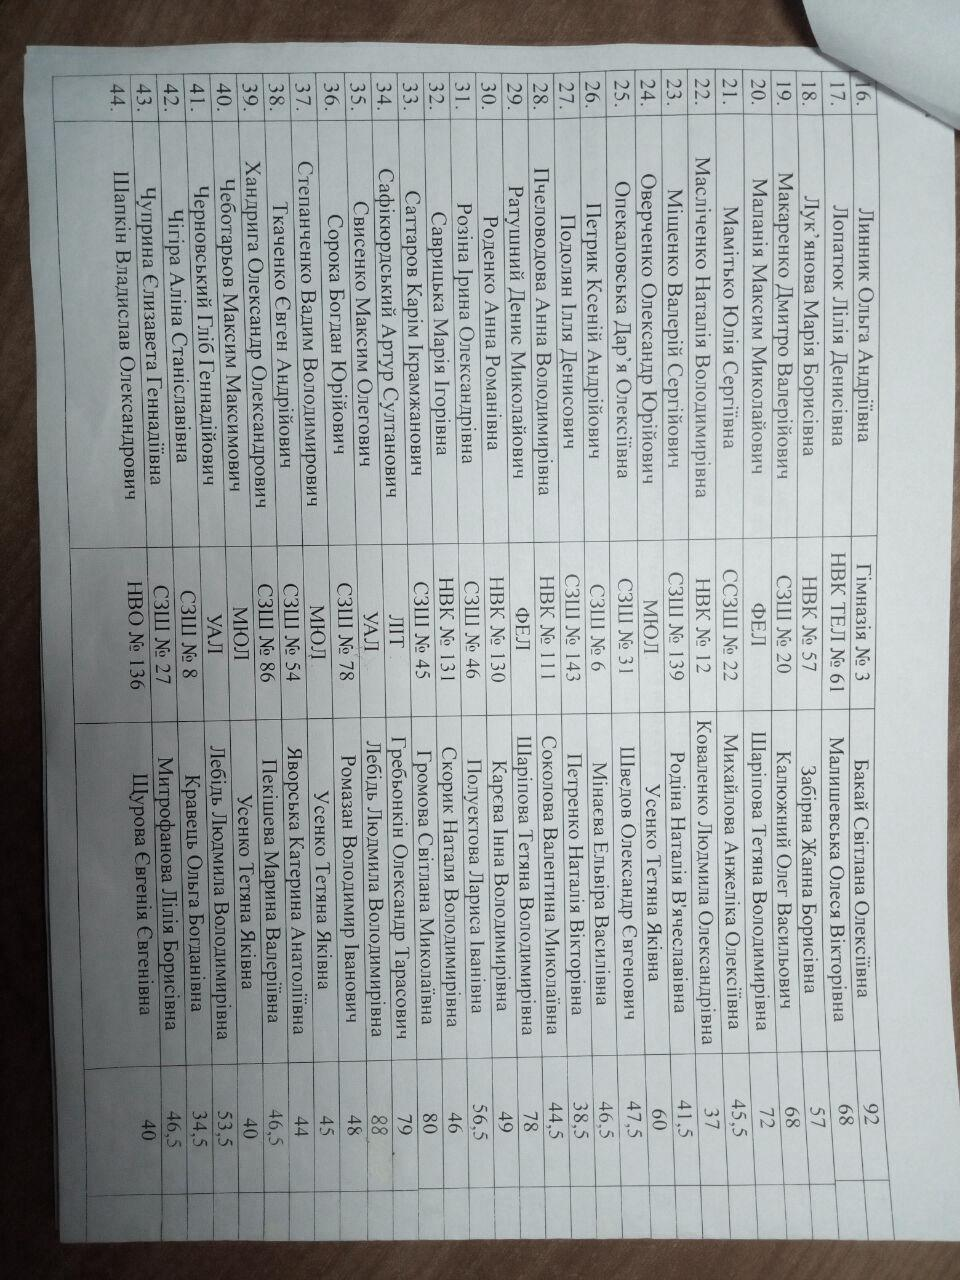 16. Линник Ольга Андріївна Гімназія № 3 Бакай Світлана Олексіївна 92
17. Лопатюк Лілія Денисівна НВК ТЕЛ № 61 Малишевська Олеся Вікторівна 68
18. Лук’янова Марія Борисівна НВК № 57 Забірна Жанна Борисівна 57
19. Макаренко Дмитро Валерійович СЗШ № 20 Калюжний Олег Васильович 68
20. Маланія Максим Миколайович ФЕЛ Шаріпова Тетяна Володимирівна 72
21. Мамітько Юлія Сергіївна ССЗШ № 22 Михайлова Анжеліка Олексіївна 45,5
22. Масліченко Наталія Володимирівна НВК № 12 Коваленко Людмила Олександрівна 37
23. Міщенко Валерій Сергійович СЗШ № 139 Родіна Наталія В'ячеславівна 41,5
24. Оверченко Олександр Юрійович МЮОЛ Усенко Тетяна Яківна 60
25. Опекаловська Дар’я Олексіївна СЗШ № 31 Шведов Олександр Євгенович 47,5
26. Петрик Ксеній Андрійович СЗШ № 6 Мінаєва Ельвіра Василівна 46,5
27. Подолян Ілля Денисович СЗШ № 143 Петренко Наталія Вікторівна 38,5
28. Пчеловодова Анна Володимирівна НВК № 111 Соколова Валентина Миколаївна 44,5
29. Ратушний Денис Миколайович ФЕЛ Шаріпова Тетяна Володимирівна 78
30. Роденко Анна Романівна НВК № 130 Карєва Інна Володимирівна 49
31. Розіна Ірина Олександрівна СЗШ № 46 Полуектова Лариса Іванівна 56,5
32. Саврицька Марія Ігорівна НВК № 131 Скорик Наталя Володимирівна 46
33. Саттаров Карім Ікрамжанович СЗШ № 45 Громова Світлана Миколаївна 80
34. Сафікюрдський Артур Султанович ЛІТ Гребьонкін Олександр Тарасович 79
35. Свисенко Максим Олегович УАЛ Лебідь Людмила Володимирівна 88
36. Сорока Богдан Юрійович СЗШ № 78 Ромазан Володимир Іванович 48
37. Степанченко Вадим Володимирович МЮОЛ Усенко Тетяна Яківна 45
38. Ткаченко Євген Андрійович СЗШ № 54 Яворська Катерина Анатоліївна 44
39. Хандрига Олександр Олександрович СЗШ № 86 Пекішева Марина Валеріївна 46,5
40. Чеботарьов Максим Максимович МЮОЛ Усенко Тетяна Яківна 40
41. Черновський Гліб Геннадійович УАЛ Лебідь Людмила Володимирівна 53,5
42. Чігіра Аліна Станіславівна СЗШ № 8 Кравець Ольга Богданівна 34,5
43. Чуприна Єлизавета Геннадіївна СЗШ № 27 Митрофанова Лілія Борисівна 46,5
44. Шапкін Владислав Олександрович НВО № 136 Щурова Євгенія Євгенівна 40